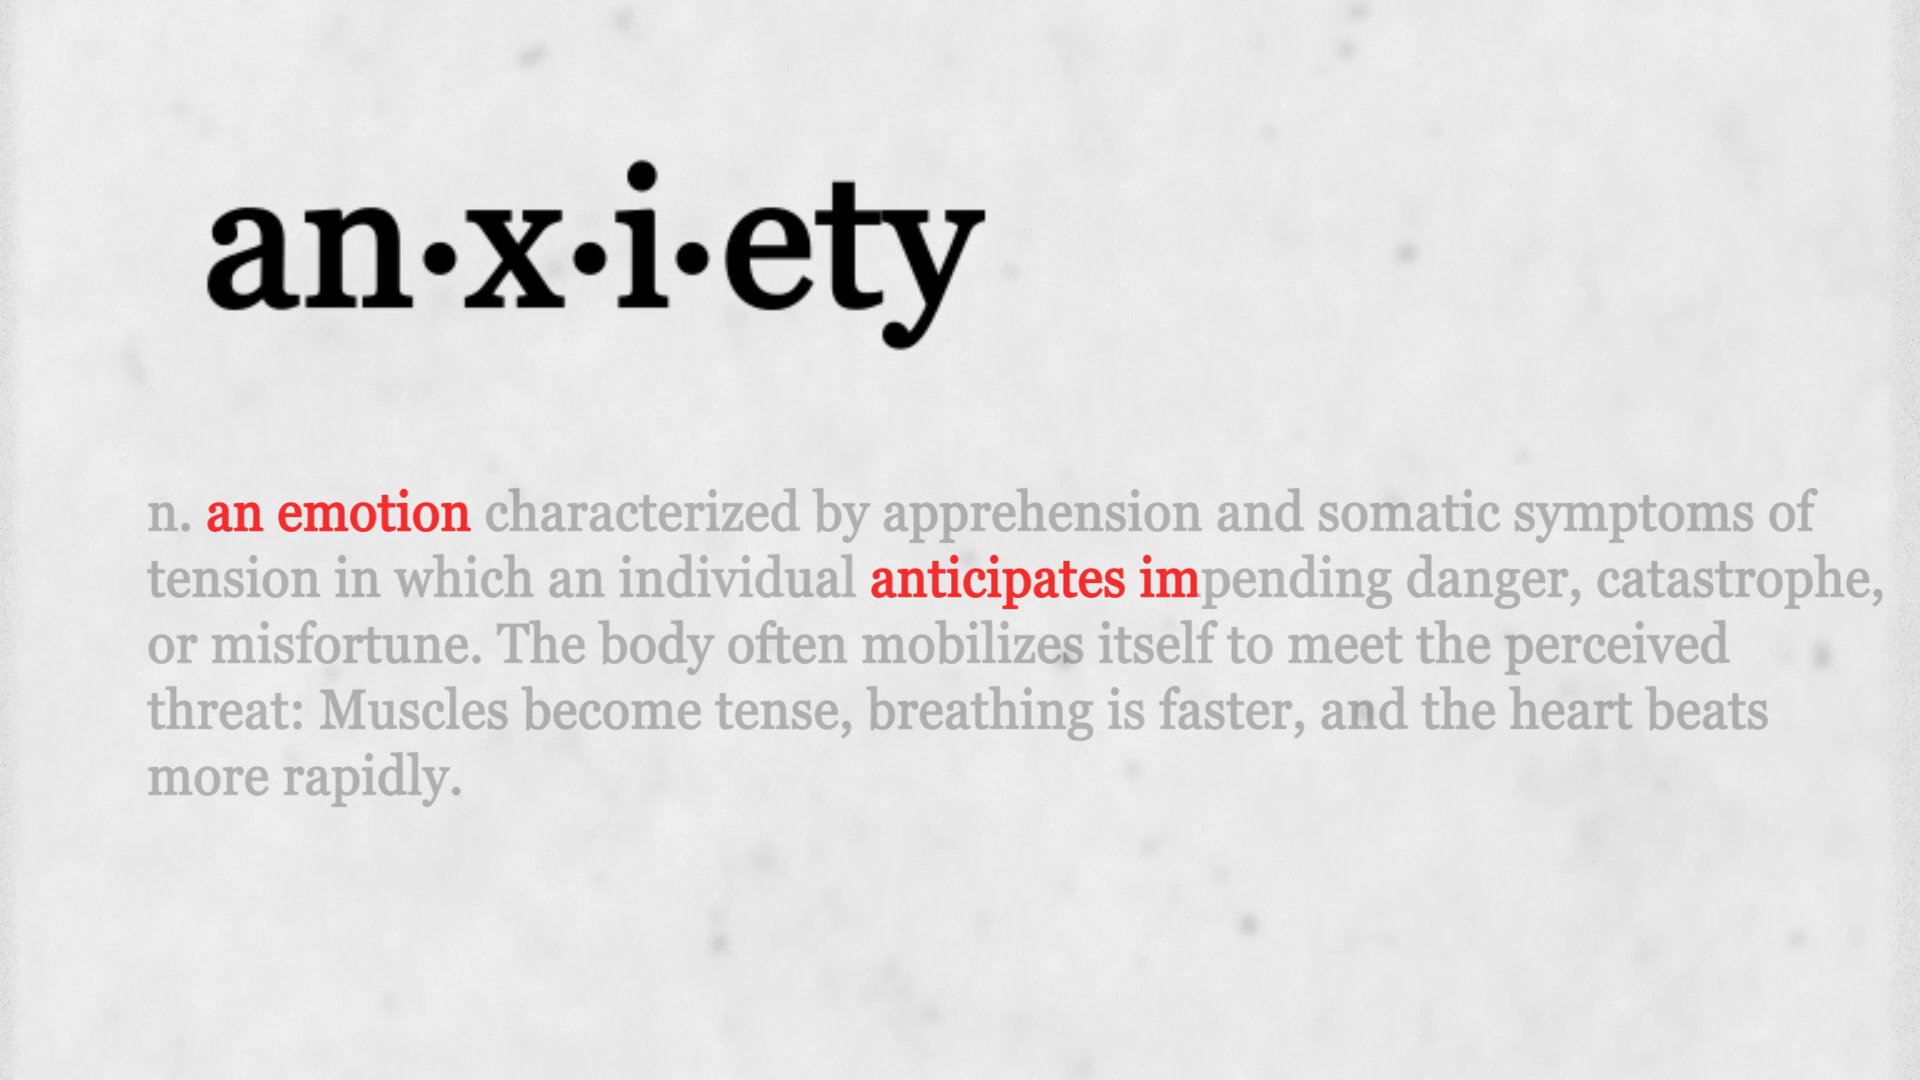 an·x·i·ety
n. an emotion characterized by apprehension and somatic symptoms of
tension in which an individual anticipates impending danger, catastrophe,
or misfortune. The body often mobilizes itself to meet the perceived
threat: Muscles become tense, breathing is faster, and the heart beats
more rapidly.